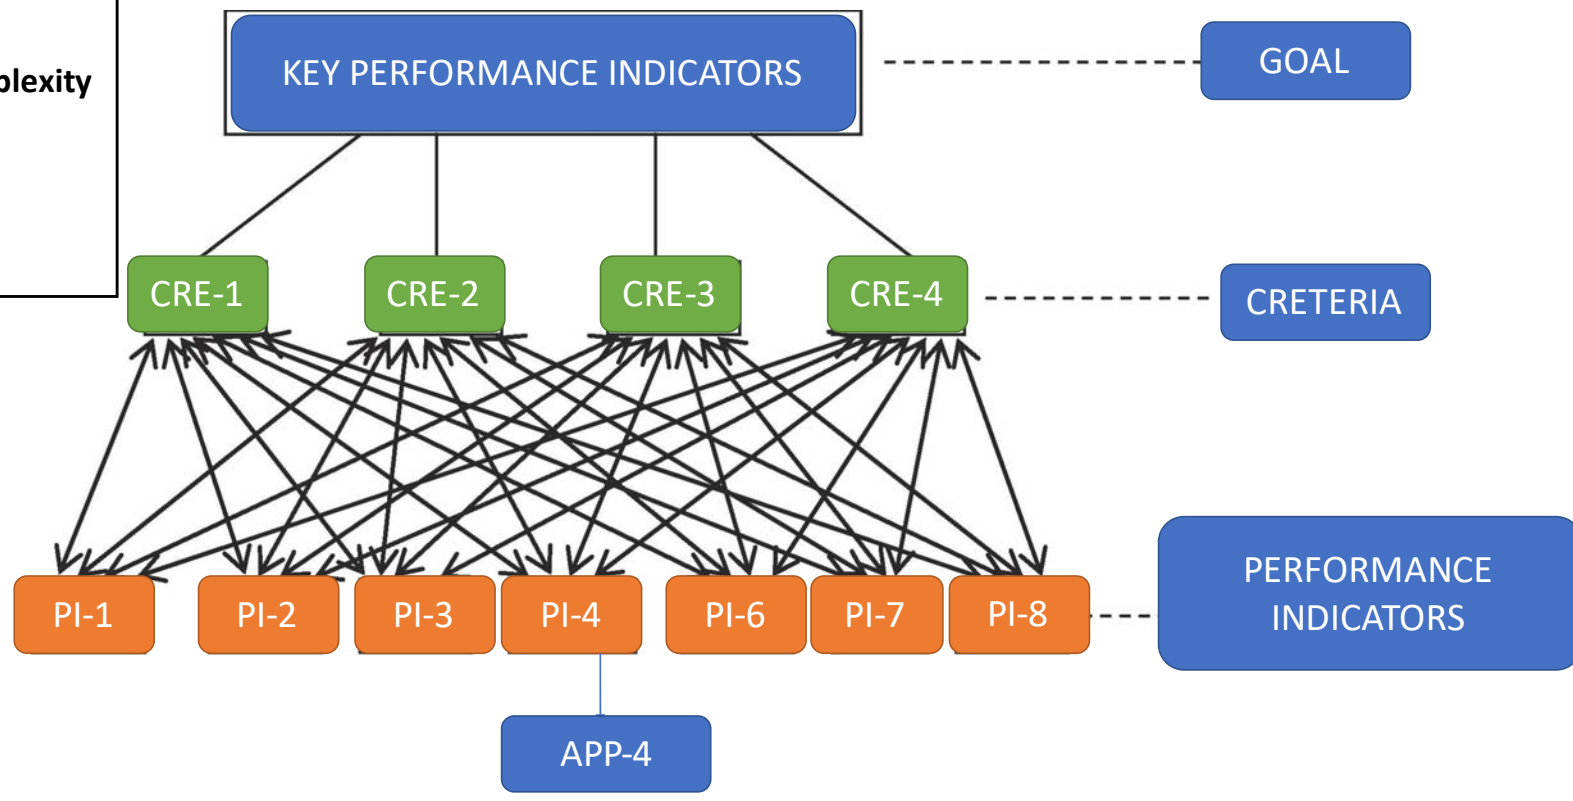 KEY PERFORMANCE INDICATORS
GOAL
plexity
CRE-1
CRE-2
CRE-3
CRE-4
CRETERIA
PI-1
PI-2
PI-3
PI-4
PI-6
PI-7
PI-8
PERFORMANCE
INDICATORS
APP-4